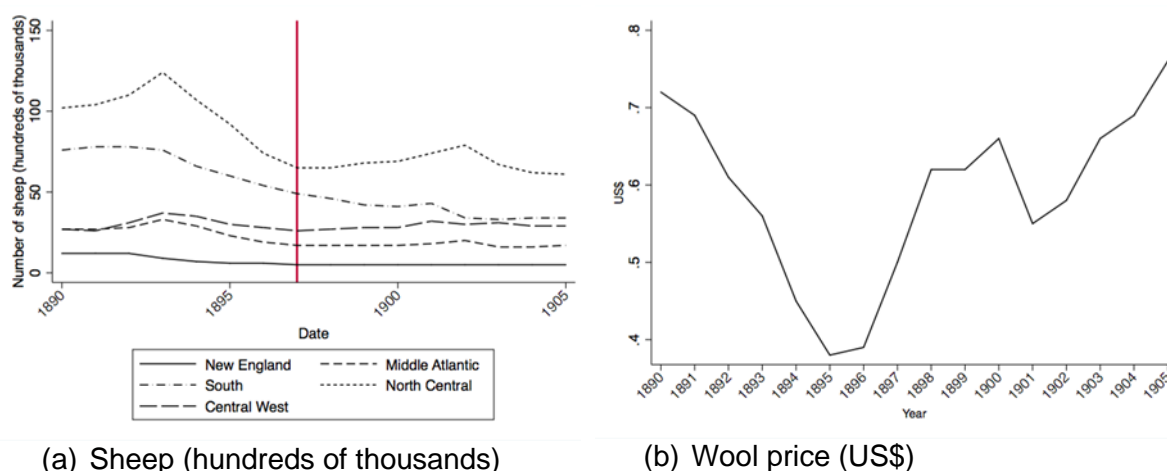 Number of sheep (hundreds of thousands)
150
100
50
0
1890
1895
1900
1905
Date
New England
Middle Atlantic
South
North Central
Central West
(a) Sheep (hundreds of thousands)
US$
.8
.7
.6
.5
.4
1890
1891
1892
1893
1894
1895
1896
1897
1898
1899
1900
1901
1902
1903
1904
1905
Year
(b) Wool price (US$)